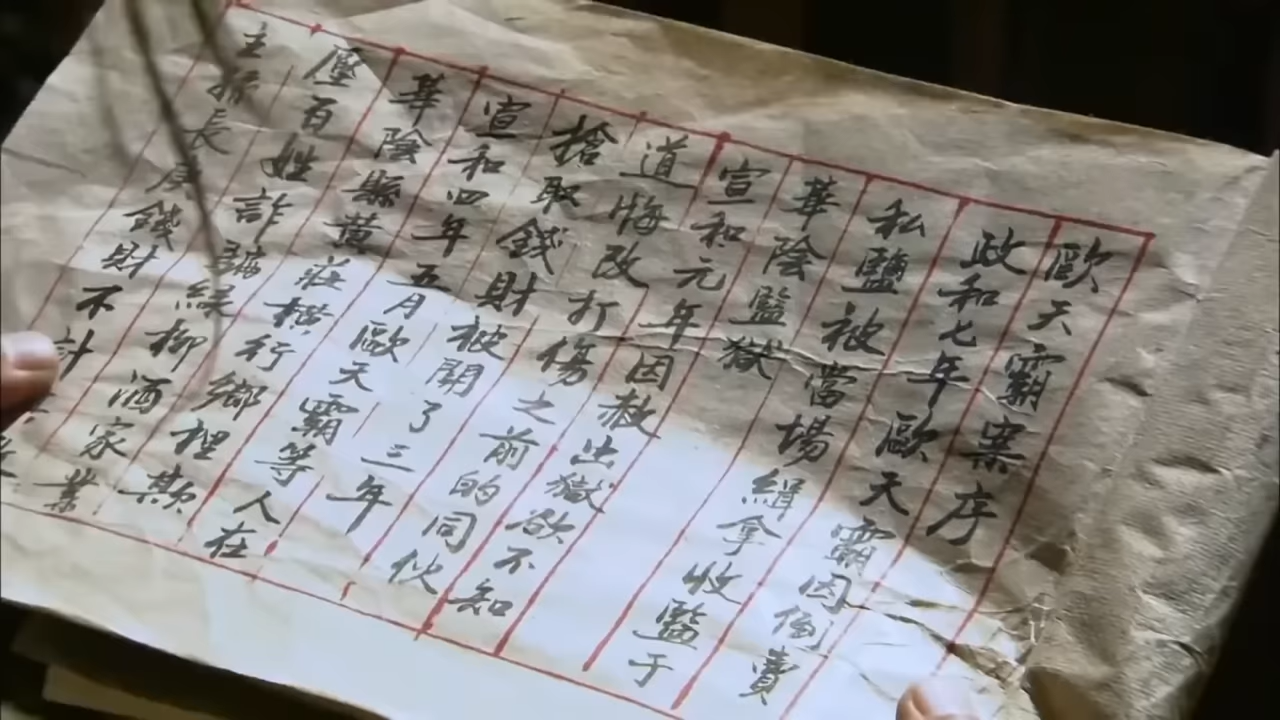 歐天霸案序
政和七年歐天霸因倒賣
私鹽被當場緝拿收監于
華陰監獄
宣和元年因赦出獄欲不知
道悔改打傷之前的同伙
搶取錢財被開了三年
宣和四年五月歐天霸等人在
華陰縣黃莊橫行鄉裡欺
壓百姓詐騙綠柳酒家業
主孫長庚錢財不計